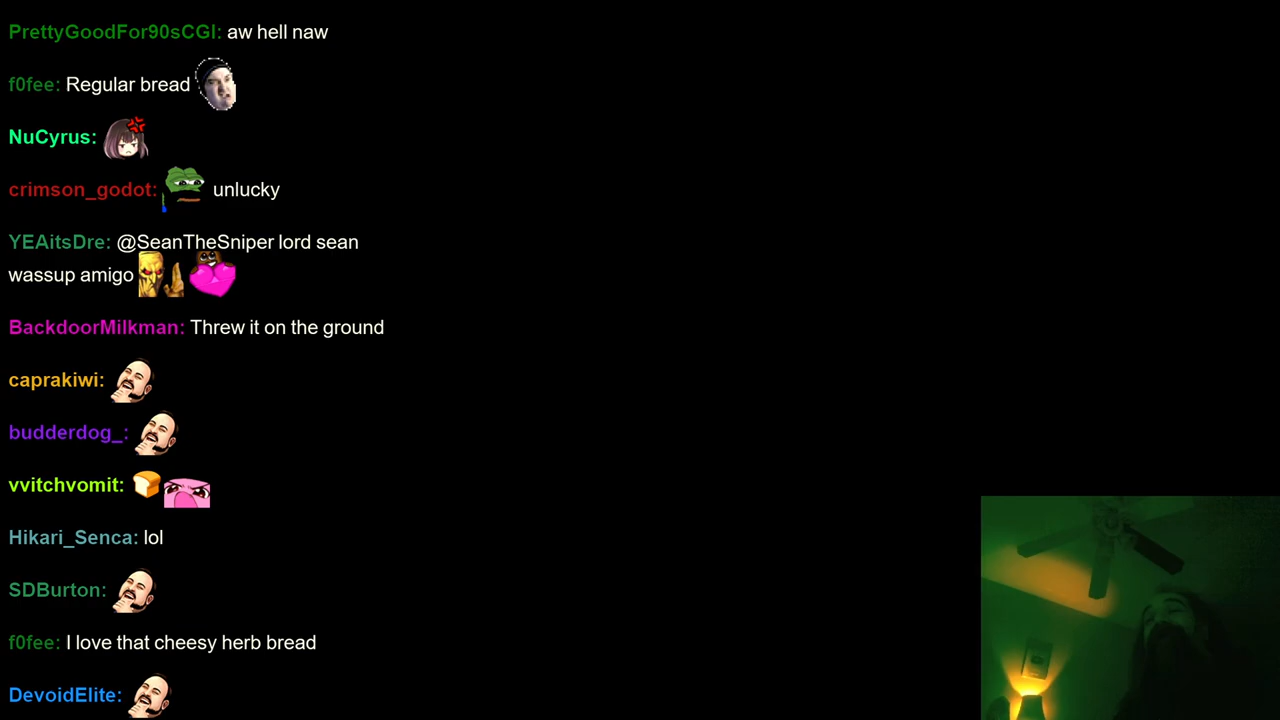 PrettyGoodFor90sCGI: aw hell naw
f0fee: Regular bread
NuCyrus:
crimson_godot: unlucky
YEAitsDre: @SeanTheSniper lord sean
wassup amigo
BackdoorMilkman: Threw it on the ground
caprakiwi:
budderdog_:
vvitchvomit:
Hikari_Senca: lol
SDBurton:
f0fee: I love that cheesy herb bread
DevoidElite: